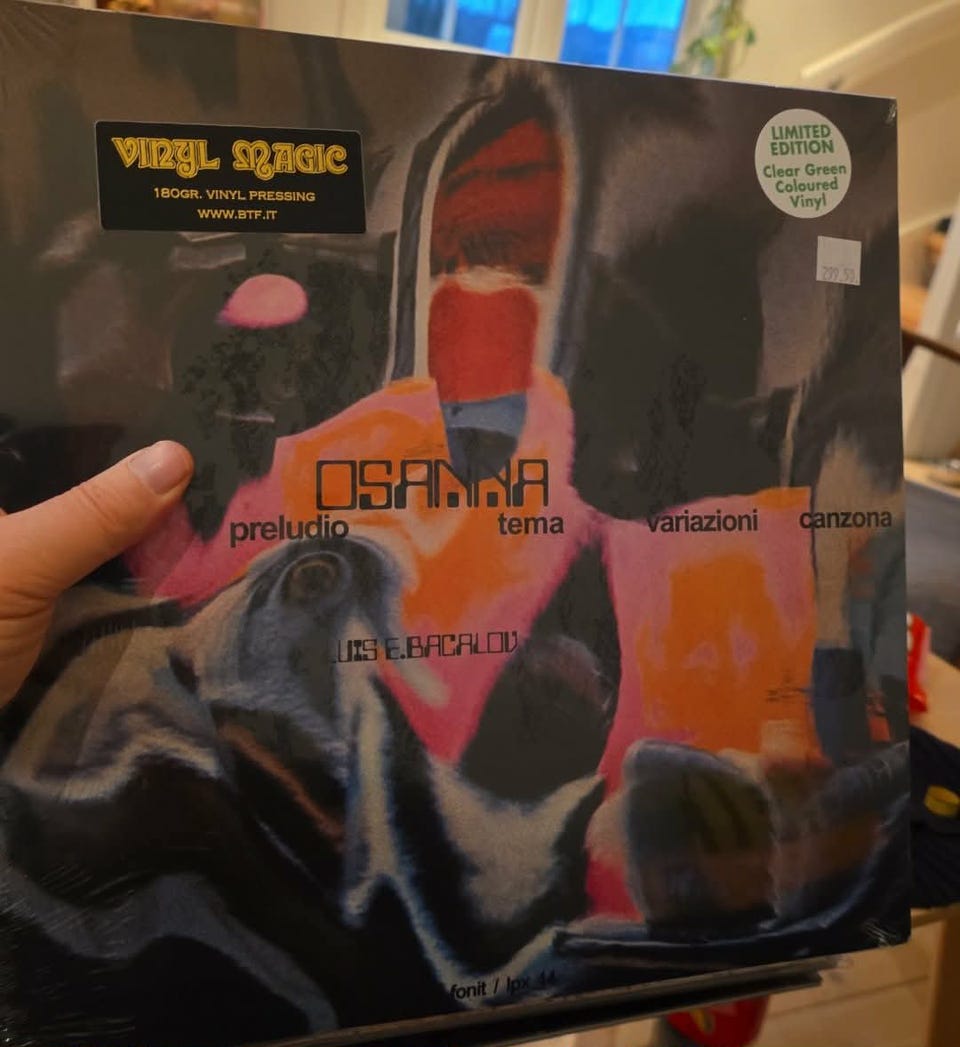 VINYL MAGIC
180GR. VINYL PRESSING
WWW.BTF.IT
LIMITED
EDITION
Clear Green
Coloured
Vinyl
OSANNA
preludio tema variazioni canzona
LUIS E.BACALOV
fonit / lpx 14